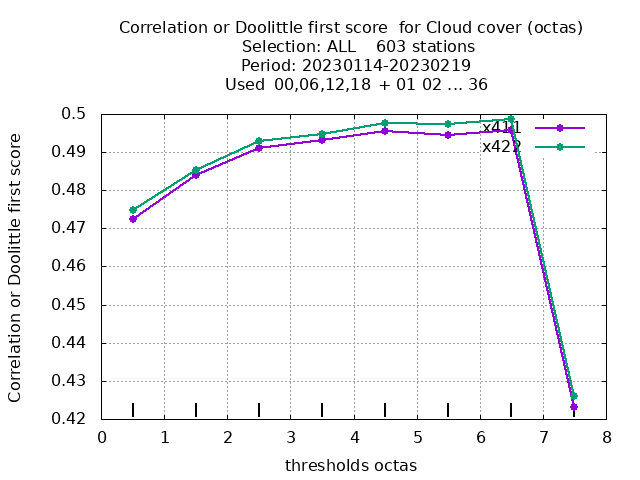 Correlation or Doolittle first score  for Cloud cover (octas)
Selection: ALL    603 stations
Period: 20230114-20230219
Used  00,06,12,18 + 01 02 ... 36
0.5
x411
x422
0.49
0.48
0.47
0.46
0.45
0.44
0.43
0.42
Correlation or Doolittle first score
0 1 2 3 4 5 6 7 8
thresholds octas